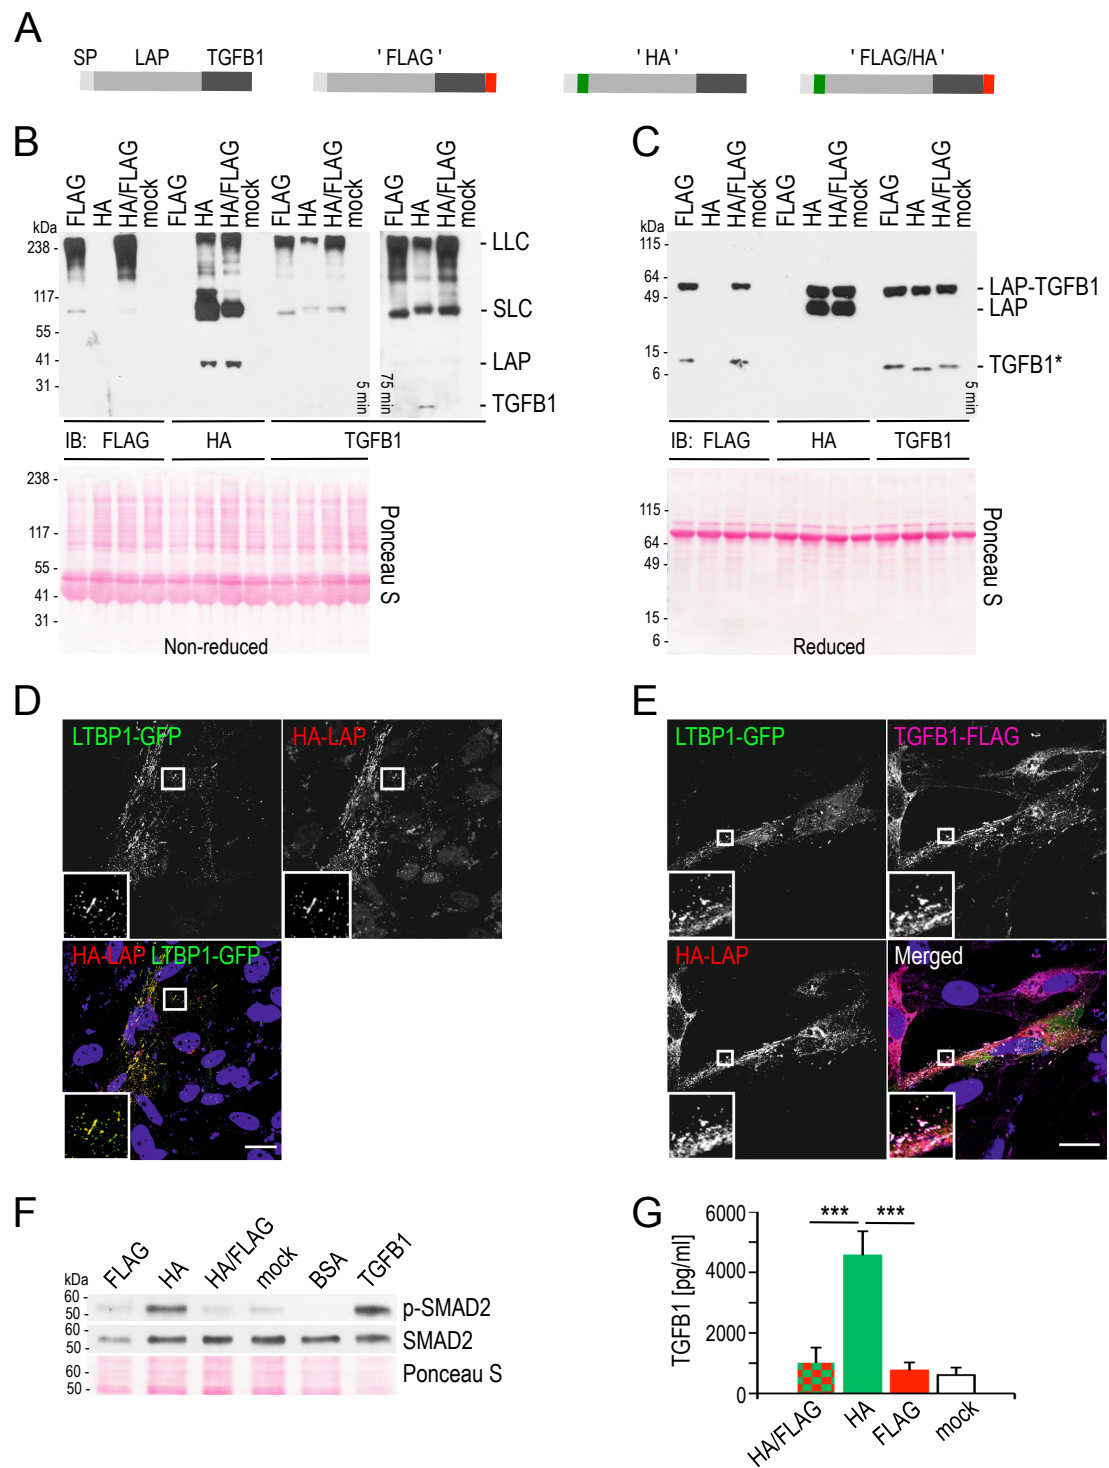 A
SP LAP TGFB1 ' FLAG ' ' HA ' ' FLAG/HA '
B
FLAG HA HA/FLAG mock FLAG HA HA/FLAG mock FLAG HA HA/FLAG mock FLAG HA HA/FLAG mock
kDa
238 -
117-
55 -
41 -
31 -
- LLC
- SLC
- LAP
- TGFB1
5 min
75 min
IB: FLAG HA TGFB1
238 -
117 -
55 -
41 -
31 -
Ponceau S
Non-reduced
C
FLAG HA HA/FLAG mock FLAG HA HA/FLAG mock FLAG HA HA/FLAG mock
kDa
115 -
64 -
49 -
15 -
6 -
- LAP-TGFB1
- LAP
- TGFB1*
5 min
IB: FLAG HA TGFB1
115 -
64 -
49 -
15 -
6 -
Ponceau S
Reduced
D
LTBP1-GFP HA-LAP
HA-LAP LTBP1-GFP
E
LTBP1-GFP TGFB1-FLAG
HA-LAP Merged
F
FLAG HA HA/FLAG mock BSA TGFB1
kDa
60 -
50 -
p-SMAD2
60 -
50 -
SMAD2
60 -
50 -
Ponceau S
G
TGFB1 [pg/ml]
6000
4000
2000
0
*** ***
HA/FLAG HA FLAG mock